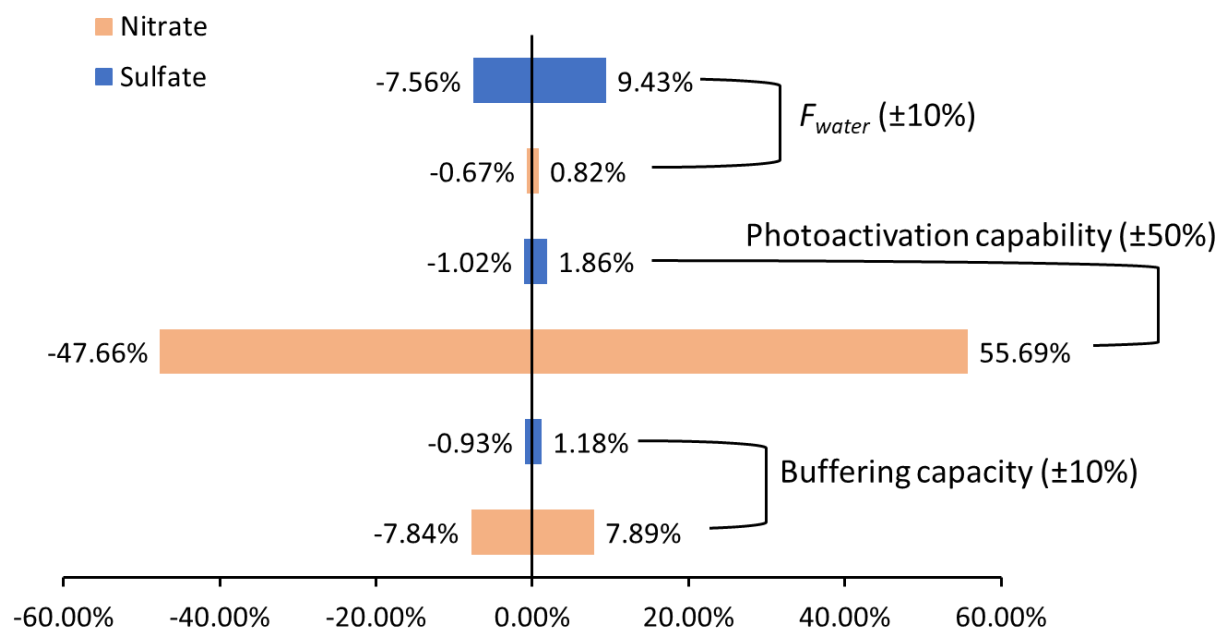 Nitrate
Sulfate
-7.56% 9.43%
F_water (±10%)
-0.67% 0.82%
Photoactivation capability (±50%)
-1.02% 1.86%
-47.66% 55.69%
-0.93% 1.18%
Buffering capacity (±10%)
-7.84% 7.89%
-60.00% -40.00% -20.00% 0.00% 20.00% 40.00% 60.00%